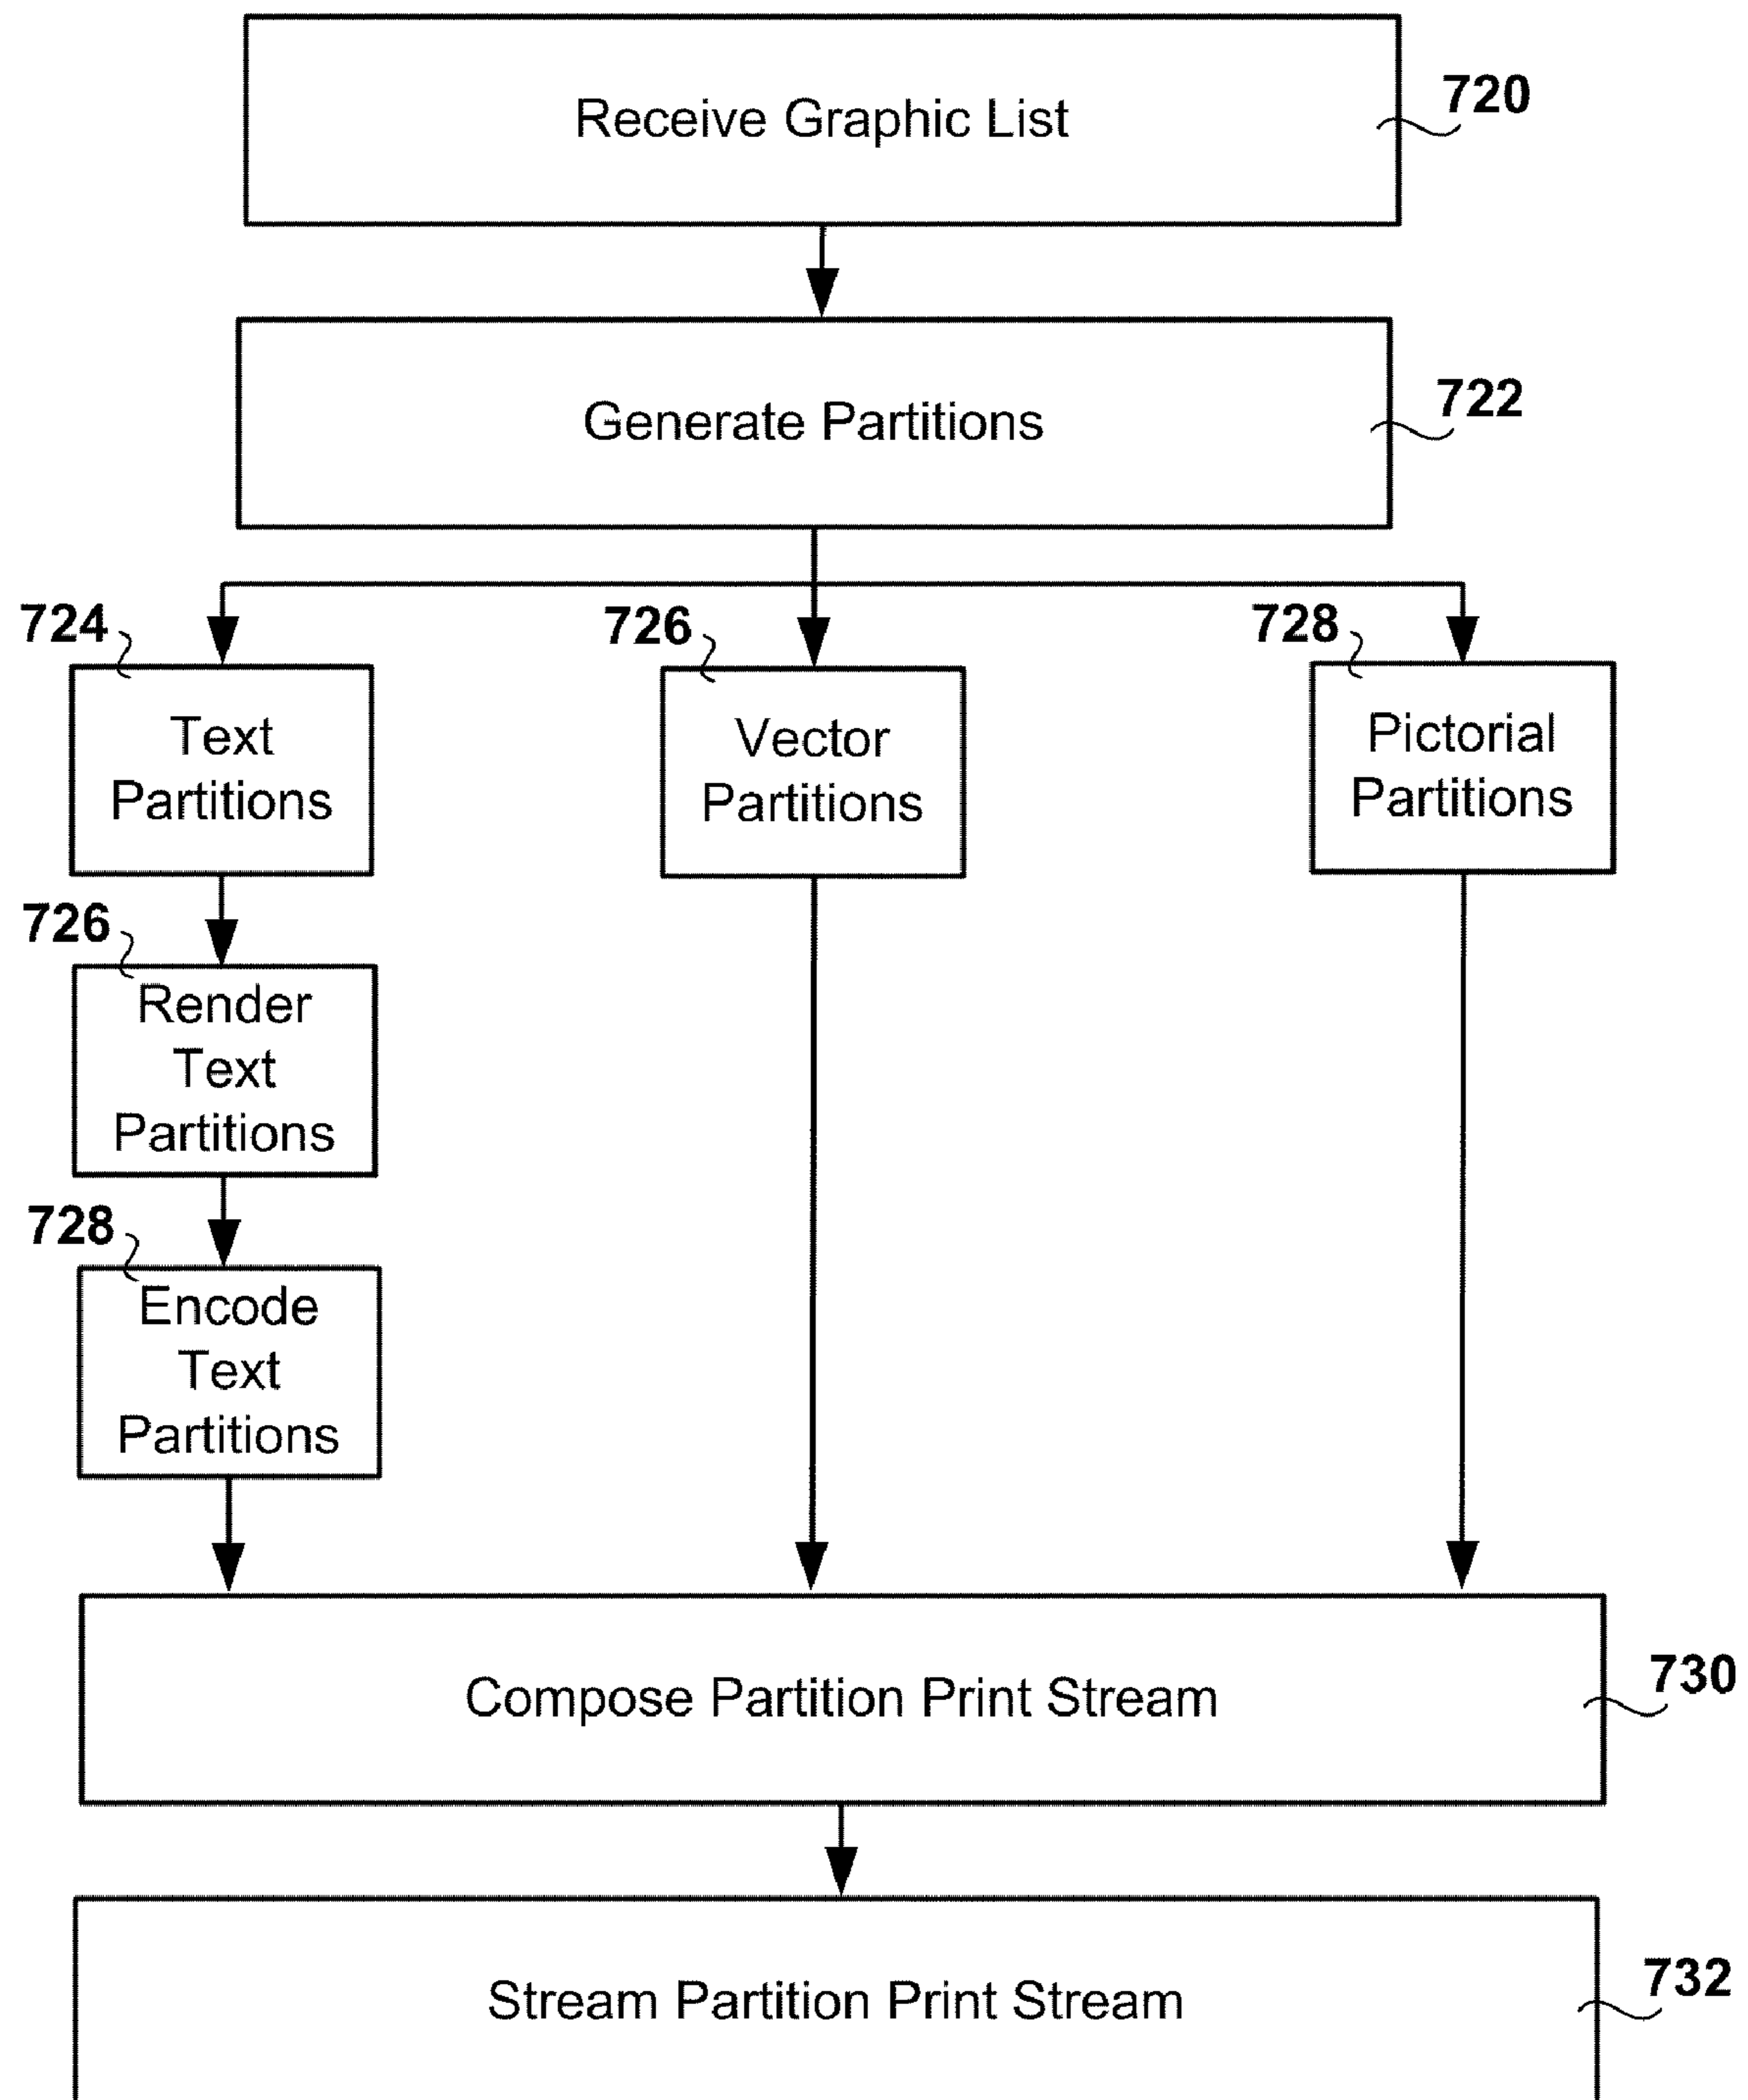 Receive Graphic List
720
Generate Partitions
722
724
726
728
Text
Partitions
Vector
Partitions
Pictorial
Partitions
726
Render
Text
Partitions
728
Encode
Text
Partitions
Compose Partition Print Stream
730
Stream Partition Print Stream
732